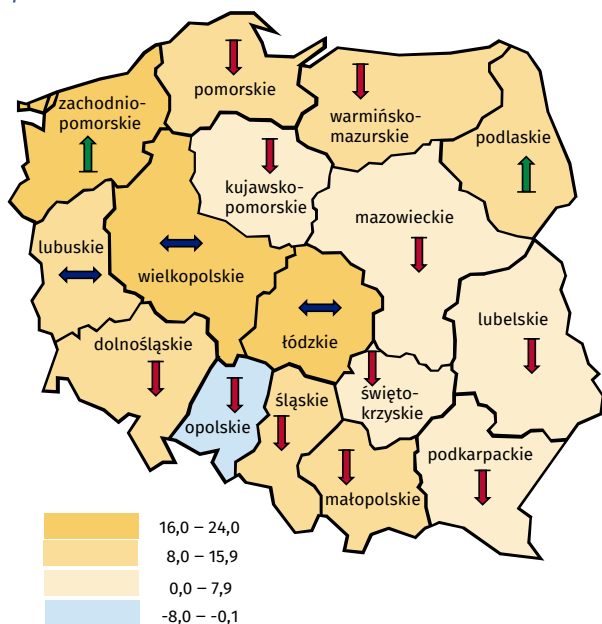 zachodnio-
pomorskie
pomorskie
warmińsko-
mazurskie
podlaskie
kujawsko-
pomorskie
mazowieckie
lubuskie
wielkopolskie
łódzkie
lubelskie
dolnośląskie
opolskie
śląskie
święto-
krzyskie
małopolskie
podkarpackie
16,0 – 24,0
8,0 – 15,9
0,0 – 7,9
-8,0 – -0,1